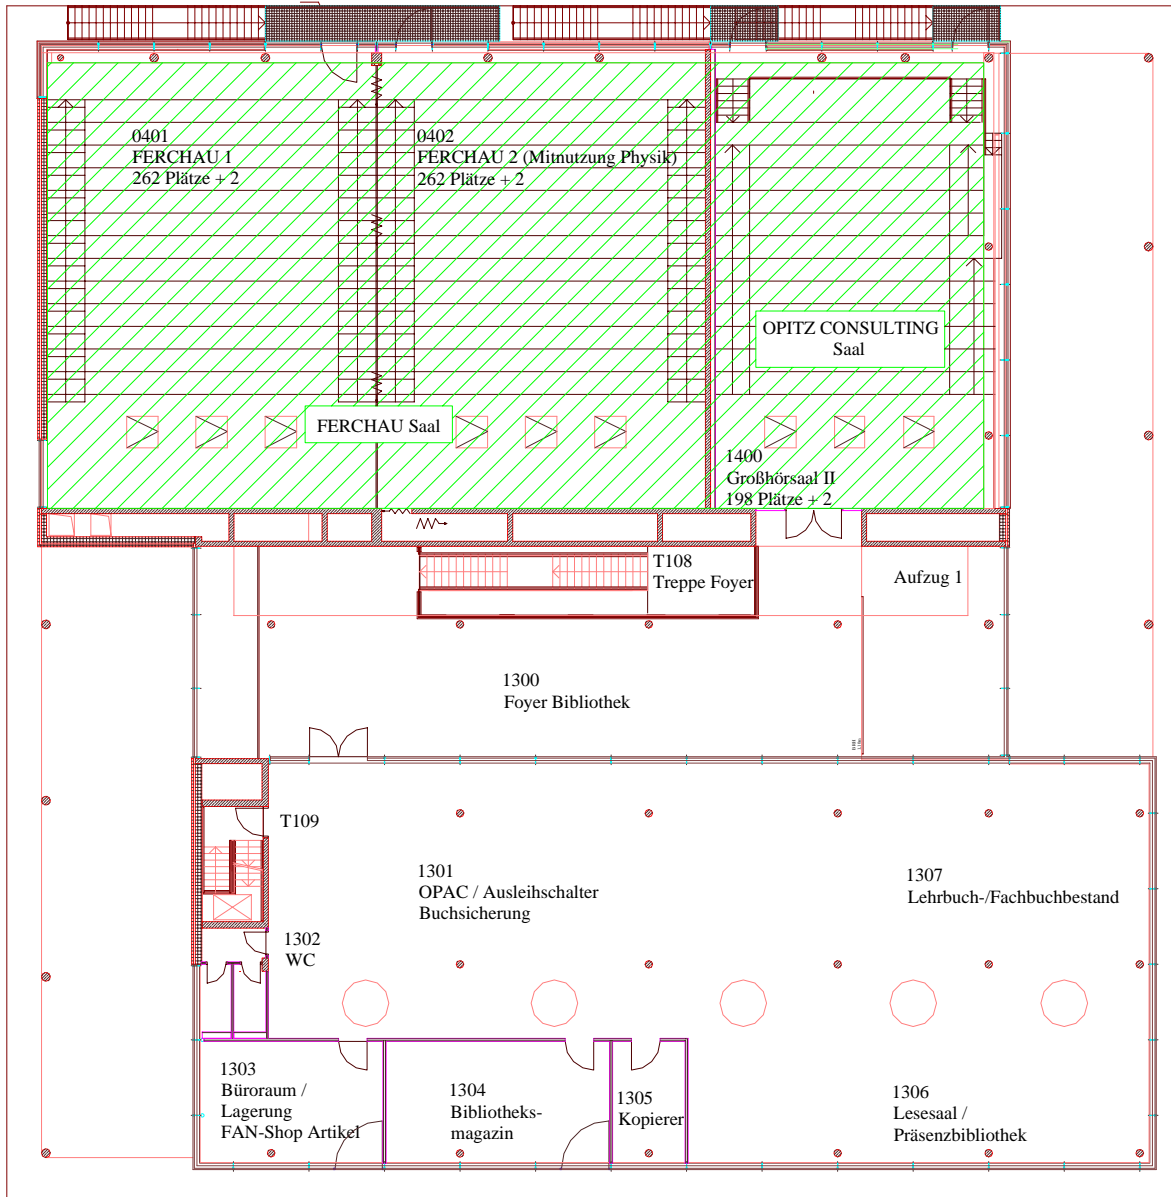 0401
FERCHAU 1
262 Plätze + 2
0402
FERCHAU 2 (Mitnutzung Physik)
262 Plätze + 2
OPITZ CONSULTING
Saal
FERCHAU Saal
1400
Großhörsaal II
198 Plätze + 2
T108
Treppe Foyer
Aufzug 1
1300
Foyer Bibliothek
T109
1301
OPAC / Ausleihschalter
Buchsicherung
1307
Lehrbuch-/Fachbuchbestand
1302
WC
1303
Büroraum /
Lagerung
FAN-Shop Artikel
1304
Bibliotheks-
magazin
1305
Kopierer
1306
Lesesaal /
Präsenzbibliothek